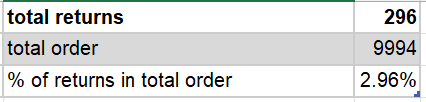 total returns 296
total order 9994
% of returns in total order 2.96%